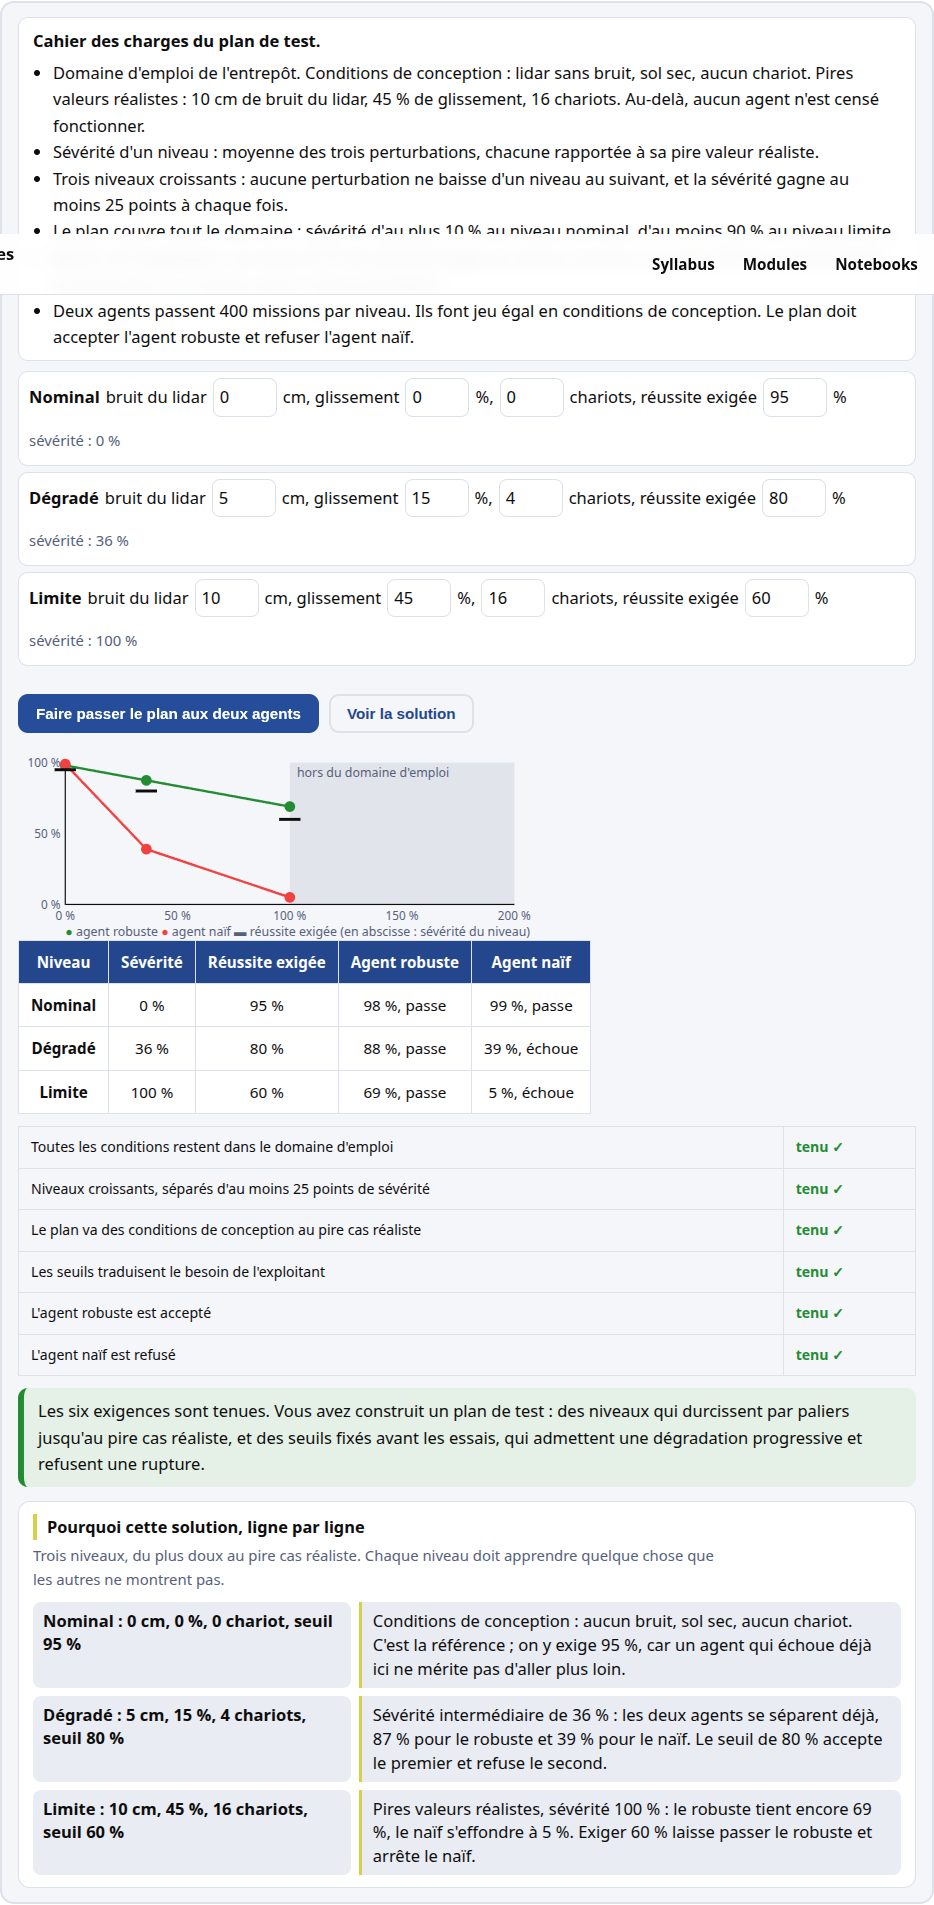 Cahier des charges du plan de test.
• Domaine d'emploi de l'entrepôt. Conditions de conception : lidar sans bruit, sol sec, aucun chariot. Pires
valeurs réalistes : 10 cm de bruit du lidar, 45 % de glissement, 16 chariots. Au-delà, aucun agent n'est censé
fonctionner.
• Sévérité d'un niveau : moyenne des trois perturbations, chacune rapportée à sa pire valeur réaliste.
• Trois niveaux croissants : aucune perturbation ne baisse d'un niveau au suivant, et la sévérité gagne au
moins 25 points à chaque fois.
• Le plan couvre tout le domaine : sévérité d'au plus 10 % au niveau nominal, d'au moins 90 % au niveau limite.
es
Syllabus Modules Notebooks
• Deux agents passent 400 missions par niveau. Ils font jeu égal en conditions de conception. Le plan doit
accepter l'agent robuste et refuser l'agent naïf.
Nominal bruit du lidar 0 cm, glissement 0 %, 0 chariots, réussite exigée 95 %
sévérité : 0 %
Dégradé bruit du lidar 5 cm, glissement 15 %, 4 chariots, réussite exigée 80 %
sévérité : 36 %
Limite bruit du lidar 10 cm, glissement 45 %, 16 chariots, réussite exigée 60 %
sévérité : 100 %
Faire passer le plan aux deux agents Voir la solution
100 %
hors du domaine d'emploi
50 %
0 %
0 % 50 % 100 % 150 % 200 %
● agent robuste ● agent naïf ▬ réussite exigée (en abscisse : sévérité du niveau)
Niveau Sévérité Réussite exigée Agent robuste Agent naïf
Nominal 0 % 95 % 98 %, passe 99 %, passe
Dégradé 36 % 80 % 88 %, passe 39 %, échoue
Limite 100 % 60 % 69 %, passe 5 %, échoue
Toutes les conditions restent dans le domaine d'emploi tenu ✓
Niveaux croissants, séparés d'au moins 25 points de sévérité tenu ✓
Le plan va des conditions de conception au pire cas réaliste tenu ✓
Les seuils traduisent le besoin de l'exploitant tenu ✓
L'agent robuste est accepté tenu ✓
L'agent naïf est refusé tenu ✓
Les six exigences sont tenues. Vous avez construit un plan de test : des niveaux qui durcissent par paliers
jusqu'au pire cas réaliste, et des seuils fixés avant les essais, qui admettent une dégradation progressive et
refusent une rupture.
Pourquoi cette solution, ligne par ligne
Trois niveaux, du plus doux au pire cas réaliste. Chaque niveau doit apprendre quelque chose que
les autres ne montrent pas.
Nominal : 0 cm, 0 %, 0 chariot, seuil
95 %
Conditions de conception : aucun bruit, sol sec, aucun chariot.
C'est la référence ; on y exige 95 %, car un agent qui échoue déjà
ici ne mérite pas d'aller plus loin.
Dégradé : 5 cm, 15 %, 4 chariots,
seuil 80 %
Sévérité intermédiaire de 36 % : les deux agents se séparent déjà,
87 % pour le robuste et 39 % pour le naïf. Le seuil de 80 % accepte
le premier et refuse le second.
Limite : 10 cm, 45 %, 16 chariots,
seuil 60 %
Pires valeurs réalistes, sévérité 100 % : le robuste tient encore 69
%, le naïf s'effondre à 5 %. Exiger 60 % laisse passer le robuste et
arrête le naïf.